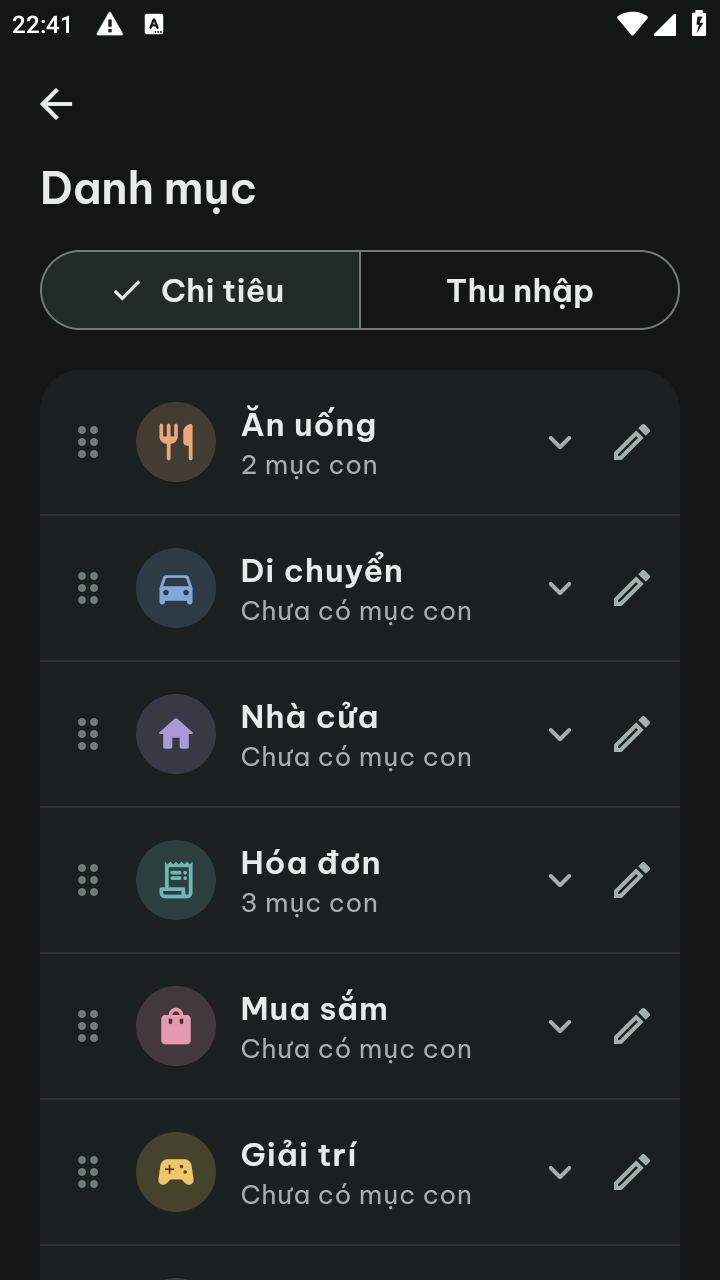 22:41
Danh mục
Chi tiêu
Thu nhập
Ăn uống
2 mục con
Di chuyển
Chưa có mục con
Nhà cửa
Chưa có mục con
Hóa đơn
3 mục con
Mua sắm
Chưa có mục con
Giải trí
Chưa có mục con